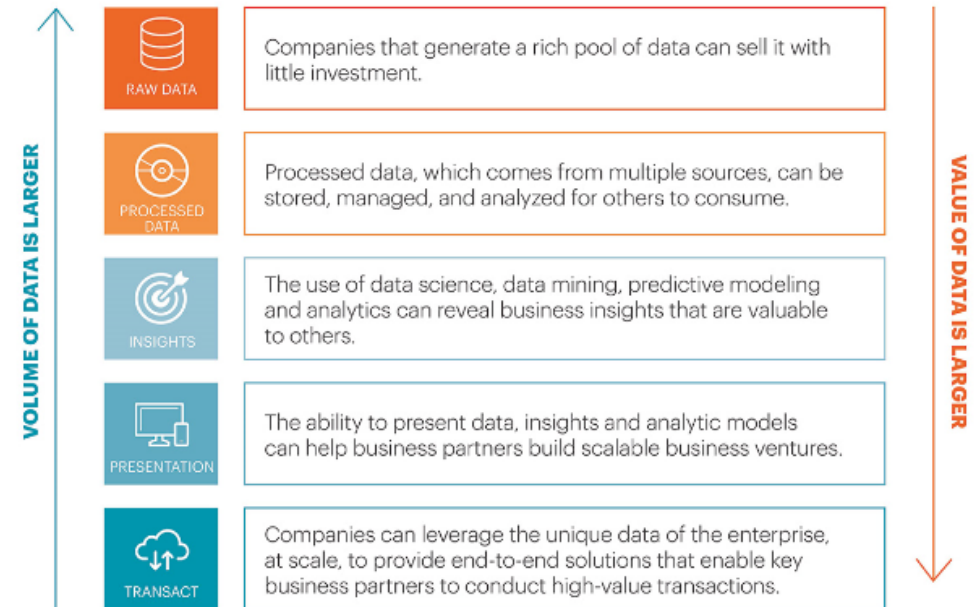 VOLUME OF DATA IS LARGER
RAW DATA
Companies that generate a rich pool of data can sell it with
little investment.
PROCESSED
DATA
Processed data, which comes from multiple sources, can be
stored, managed, and analyzed for others to consume.
INSIGHTS
The use of data science, data mining, predictive modeling
and analytics can reveal business insights that are valuable
to others.
PRESENTATION
The ability to present data, insights and analytic models
can help business partners build scalable business ventures.
TRANSACT
Companies can leverage the unique data of the enterprise,
at scale, to provide end-to-end solutions that enable key
business partners to conduct high-value transactions.
VALUE OF DATA IS LARGER